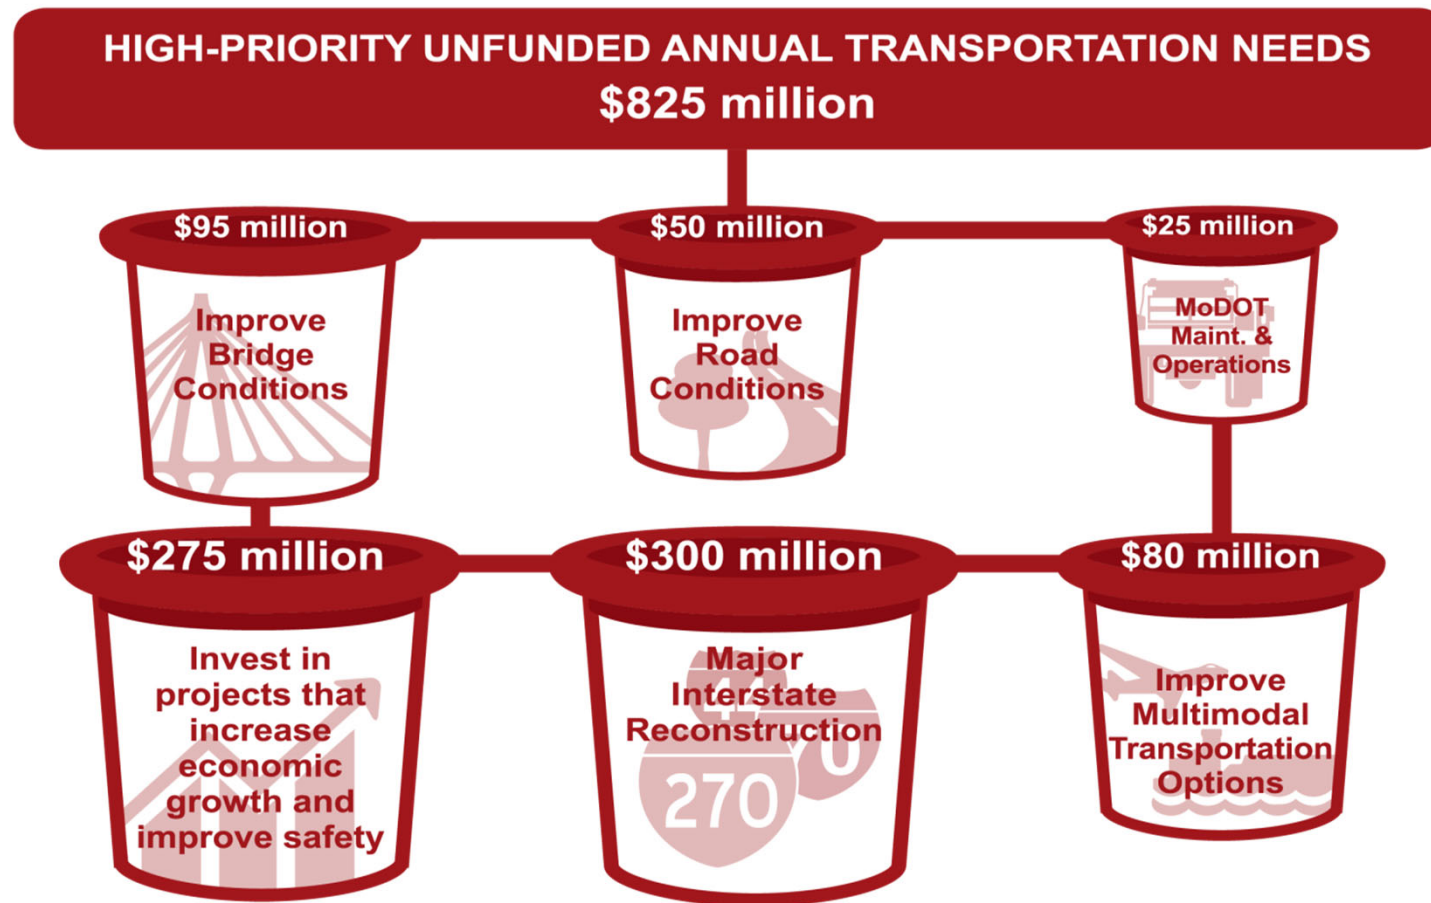 HIGH-PRIORITY UNFUNDED ANNUAL TRANSPORTATION NEEDS
$825 million
$95 million
Improve
Bridge
Conditions
$50 million
Improve
Road
Conditions
$25 million
MoDOT
Maint. &
Operations
$275 million
Invest in
projects that
increase
economic
growth and
improve safety
$300 million
Major
Interstate
Reconstruction
44
270
$80 million
Improve
Multimodal
Transportation
Options